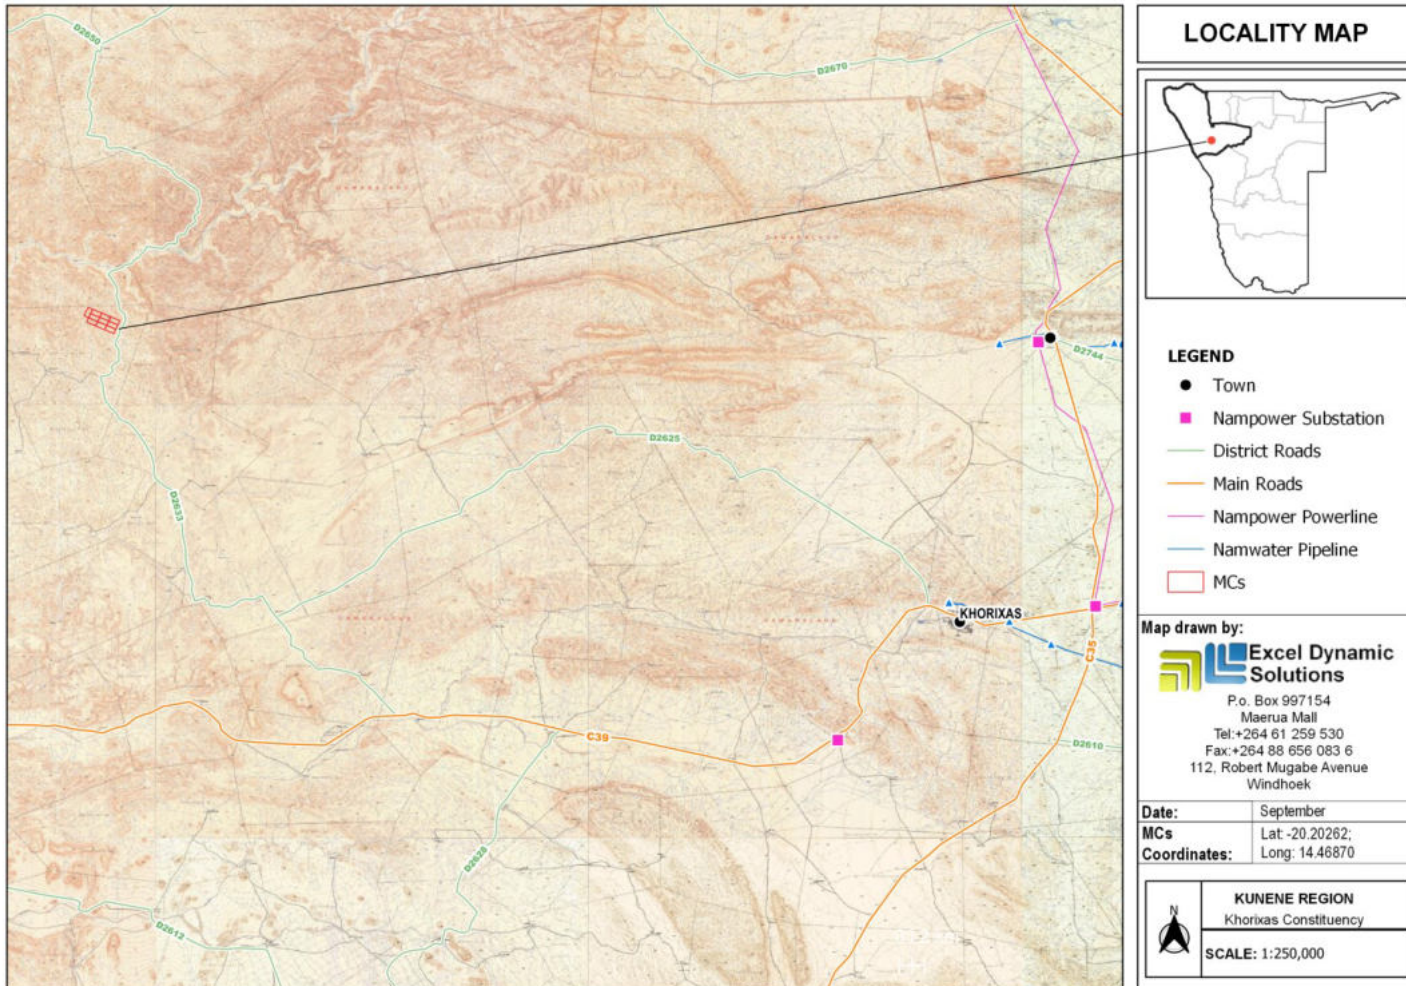 LOCALITY MAP
D2650
D2670
D2744
D2625
D2633
KHORIXAS
C35
C39
D2610
D2628
D2612
DAMARALAND
DAMARALAND
DAMARALAND
LEGEND
Town
Nampower Substation
District Roads
Main Roads
Nampower Powerline
Namwater Pipeline
MCs
Map drawn by:
Excel Dynamic
Solutions
P.o. Box 997154
Maerua Mall
Tel:+264 61 259 530
Fax:+264 88 656 083 6
112, Robert Mugabe Avenue
Windhoek
Date: September
MCs Lat: -20.20262;
Coordinates: Long: 14.46870
N
KUNENE REGION
Khorixas Constituency
SCALE: 1:250,000